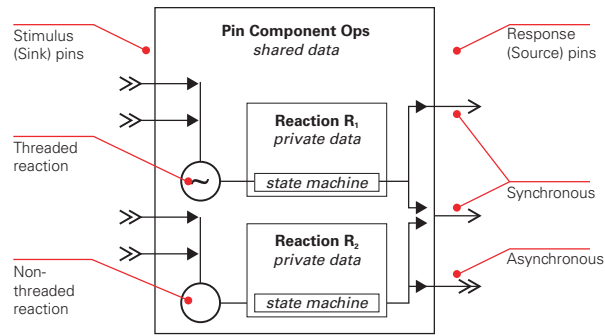 Stimulus
(Sink) pins
Pin Component Ops
shared data
Response
(Source) pins
Threaded
reaction
Reaction R1
private data
~
state machine
Synchronous
Reaction R2
private data
Non-
threaded
reaction
state machine
Asynchronous